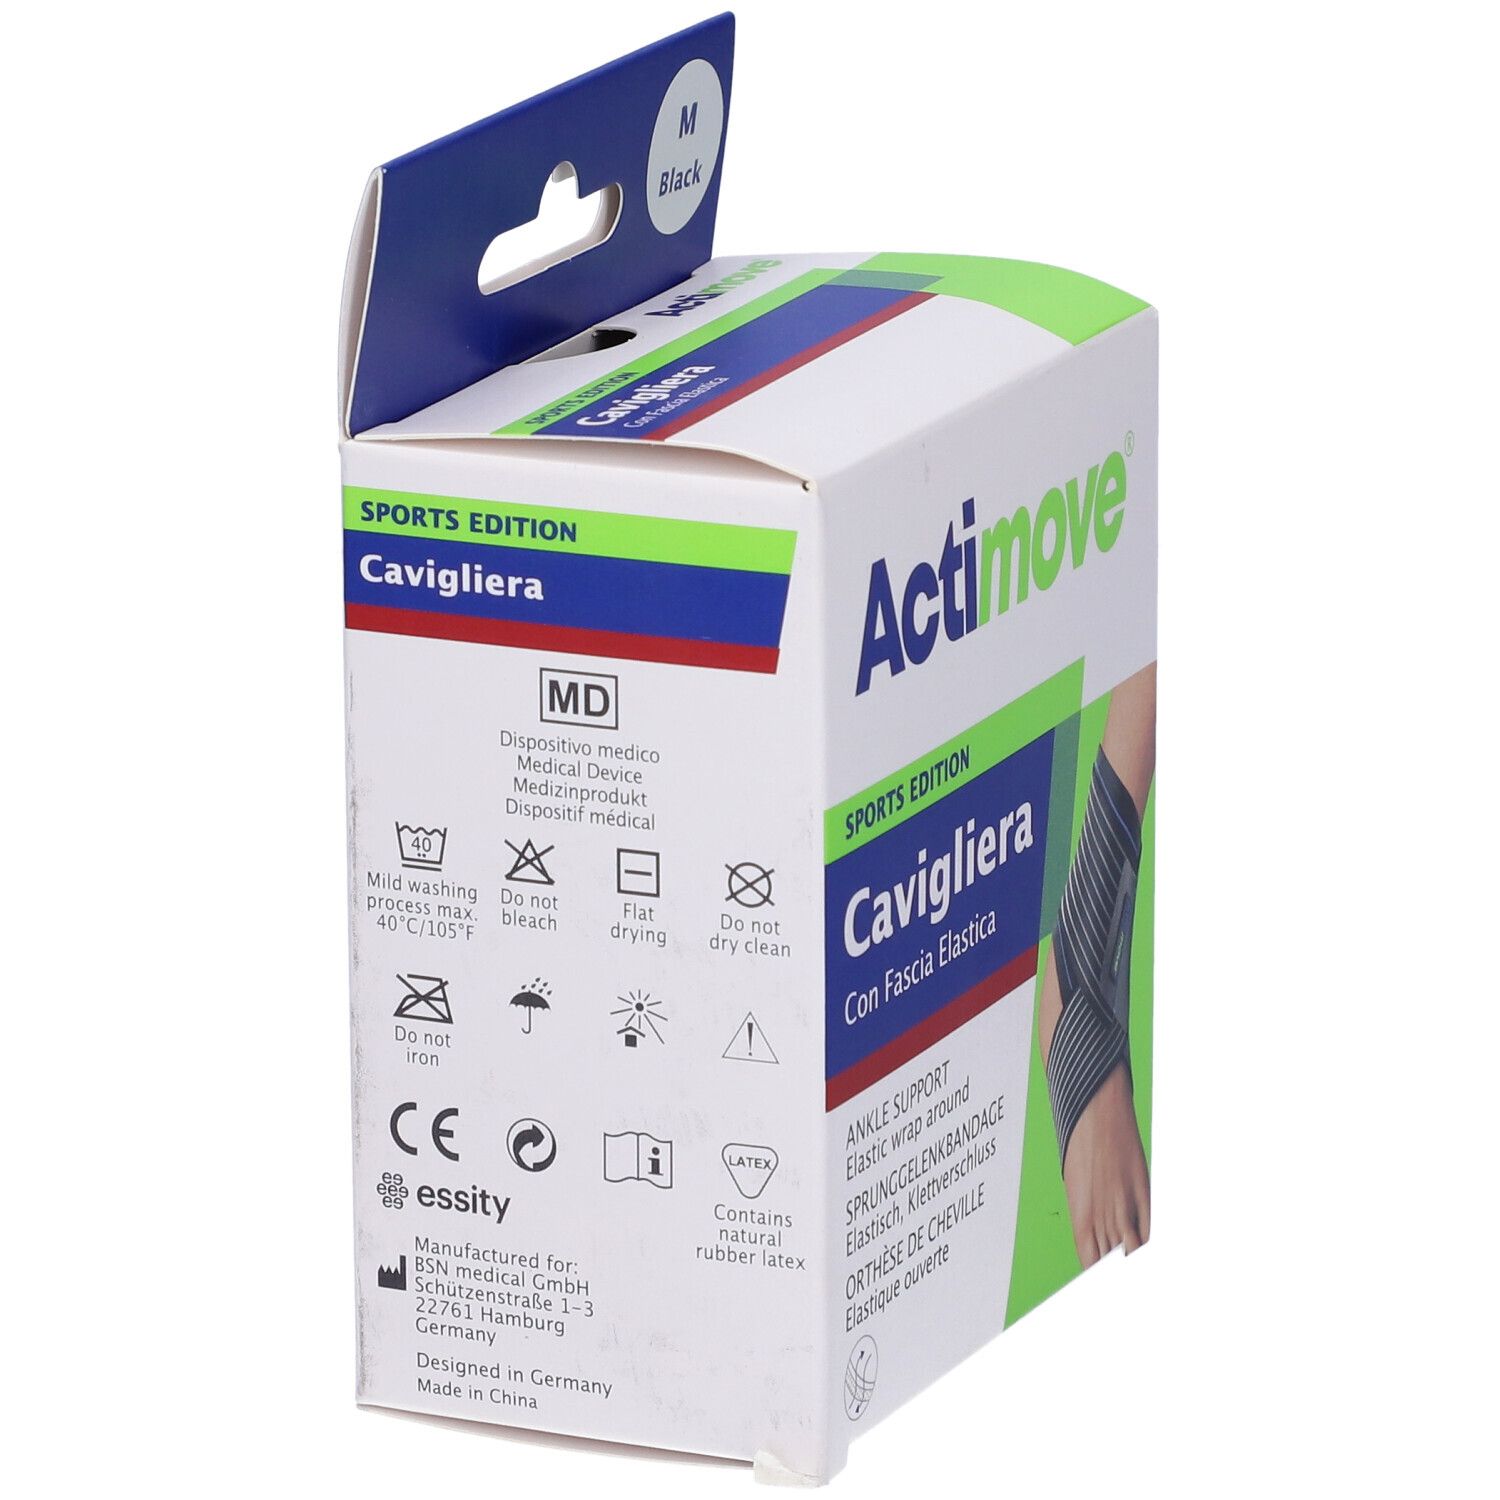 M
Black
Actimove
SPORTS EDITION
Cavigliera
Con Fascia Elastica
SPORTS EDITION
Cavigliera
MD
Dispositivo medico
Medical Device
Medizinprodukt
Dispositif médical
40
Mild washing
process max.
40°C/105°F
Do not
bleach
Flat
drying
Do not
dry clean
Do not
iron
CE
LATEX
Contains
natural
rubber latex
essity
Manufactured for:
BSN medical GmbH
Schützenstraße 1-3
22761 Hamburg
Germany
Designed in Germany
Made in China
Actimove®
SPORTS EDITION
Cavigliera
Con Fascia Elastica
ANKLE SUPPORT
Elastic wrap around
SPRUNGGELENKBANDAGE
Elastisch, Klettverschluss
ORTHÈSE DE CHEVILLE
Elastique ouverte